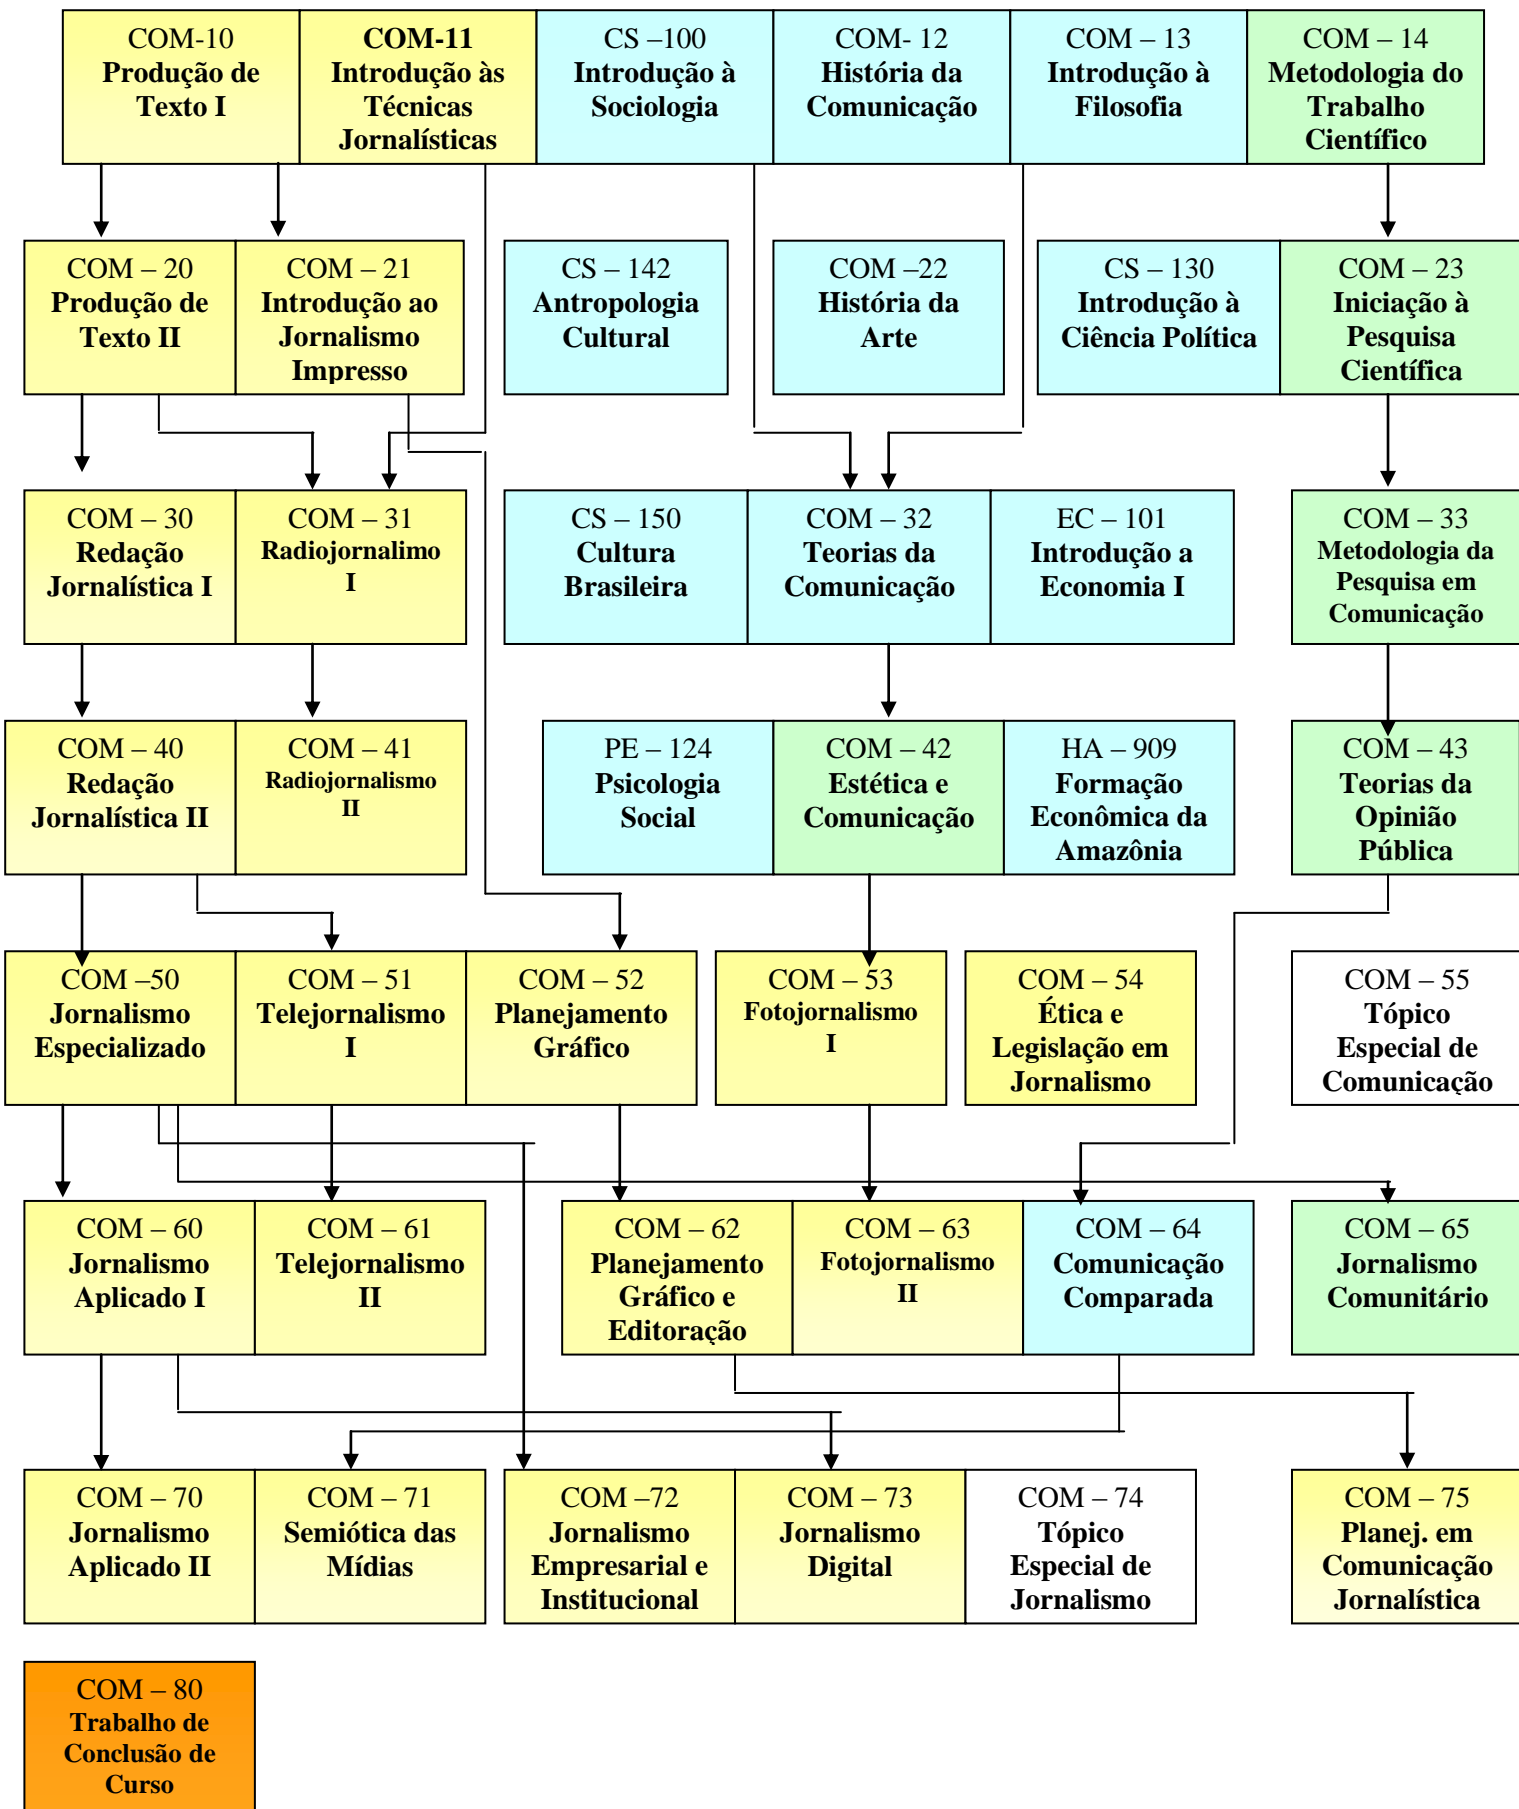 COM-10
Produção de
Texto I
COM-11
Introdução às
Técnicas
Jornalísticas
CS –100
Introdução à
Sociologia
COM- 12
História da
Comunicação
COM – 13
Introdução à
Filosofia
COM – 14
Metodologia do
Trabalho
Científico
COM – 20
Produção de
Texto II
COM – 21
Introdução ao
Jornalismo
Impresso
CS – 142
Antropologia
Cultural
COM –22
História da
Arte
CS – 130
Introdução à
Ciência Política
COM – 23
Iniciação à
Pesquisa
Científica
COM – 30
Redação
Jornalística I
COM – 31
Radiojornalimo
I
CS – 150
Cultura
Brasileira
COM – 32
Teorias da
Comunicação
EC – 101
Introdução a
Economia I
COM – 33
Metodologia da
Pesquisa em
Comunicação
COM – 40
Redação
Jornalística II
COM – 41
Radiojornalismo
II
PE – 124
Psicologia
Social
COM – 42
Estética e
Comunicação
HA – 909
Formação
Econômica da
Amazônia
COM – 43
Teorias da
Opinião
Pública
COM –50
Jornalismo
Especializado
COM – 51
Telejornalismo
I
COM – 52
Planejamento
Gráfico
COM – 53
Fotojornalismo
I
COM – 54
Ética e
Legislação em
Jornalismo
COM – 55
Tópico
Especial de
Comunicação
COM – 60
Jornalismo
Aplicado I
COM – 61
Telejornalismo
II
COM – 62
Planejamento
Gráfico e
Editoração
COM – 63
Fotojornalismo
II
COM – 64
Comunicação
Comparada
COM – 65
Jornalismo
Comunitário
COM – 70
Jornalismo
Aplicado II
COM – 71
Semiótica das
Mídias
COM –72
Jornalismo
Empresarial e
Institucional
COM – 73
Jornalismo
Digital
COM – 74
Tópico
Especial de
Jornalismo
COM – 75
Planej. em
Comunicação
Jornalística
COM – 80
Trabalho de
Conclusão de
Curso